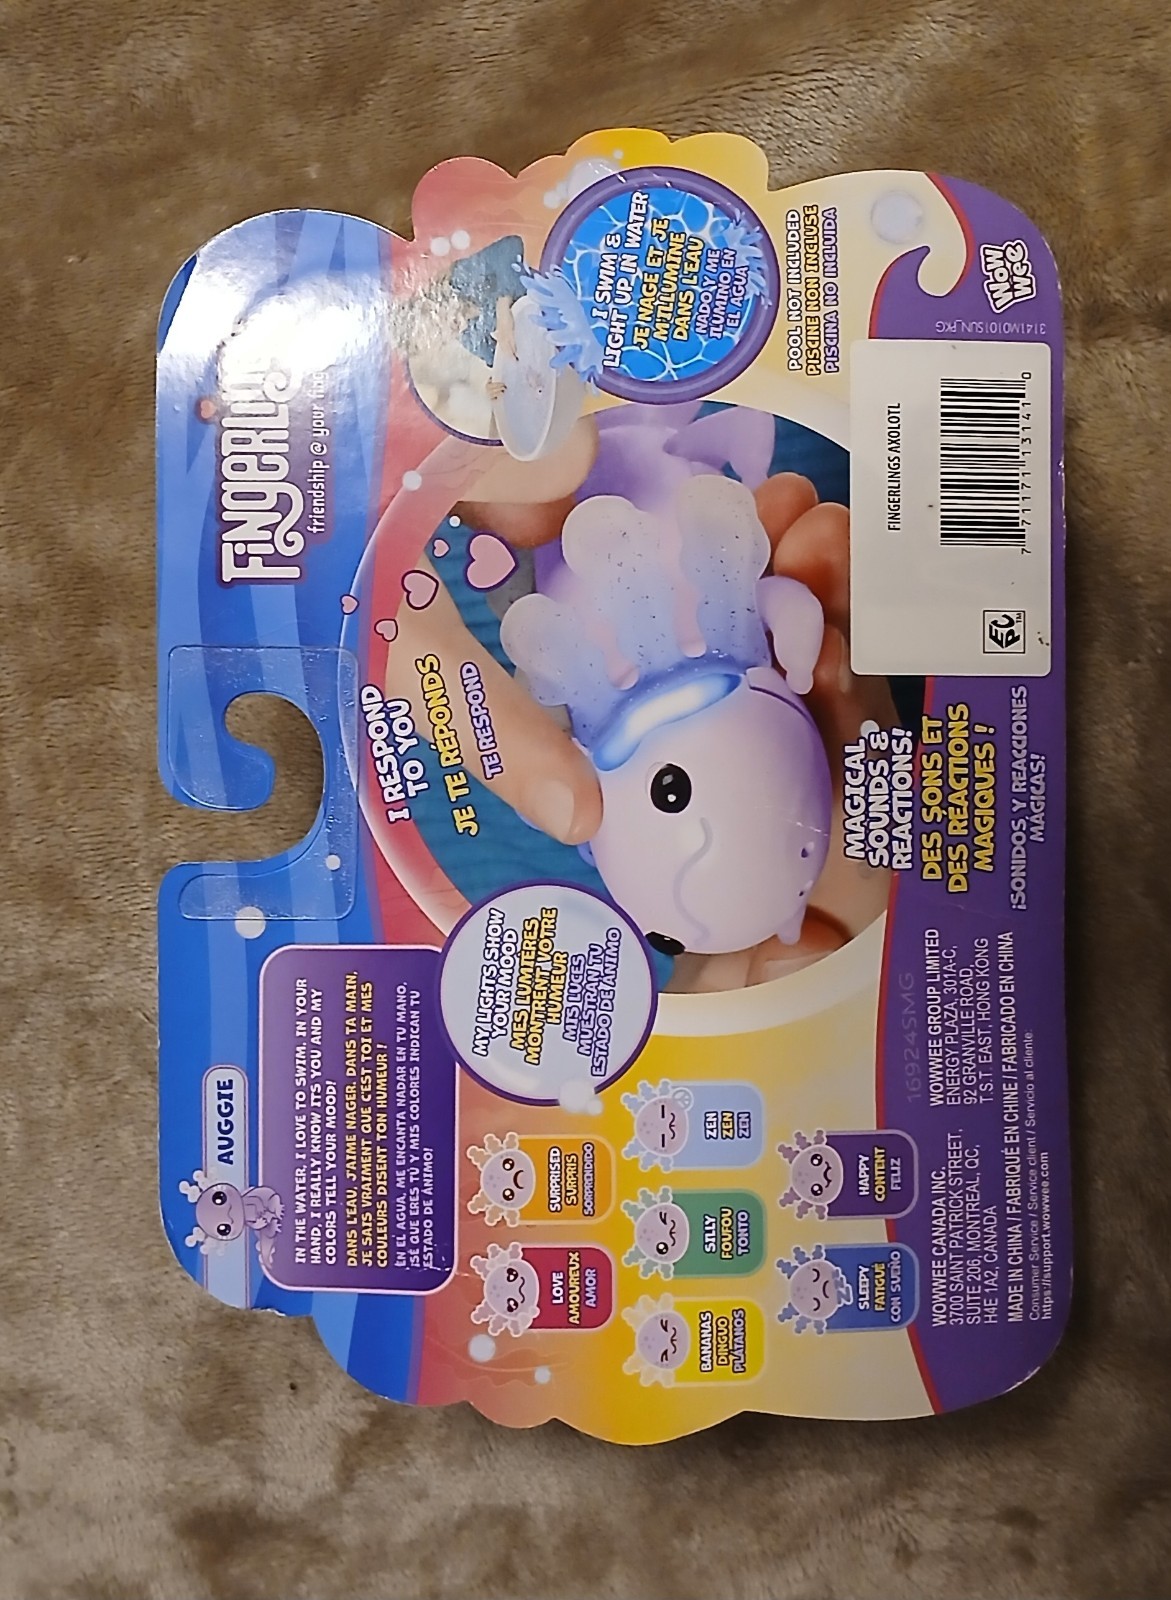 FiNGERLINGS
friendship @ your
AUGGIE
IN THE WATER, I LOVE TO SWIM. IN YOUR
HAND, I REALLY KNOW IT'S YOU AND MY
COLORS TELL YOUR MOOD!
DANS L'EAU, J'AIME NAGER. DANS TA MAIN,
JE SAIS VRAIMENT QUE C'EST TOI ET MES
COULEURS DISENT TON HUMEUR !
EN EL AGUA, ME ENCANTA NADAR EN TU MANO,
¡SÉ QUE ERES TÚ Y MIS COLORES INDICAN TU
ESTADO DE ÁNIMO!
I RESPOND
TO YOU
JE TE RÉPONDS
TE RESPOND
I SWIM &
LIGHT UP IN WATER
JE NAGE ET JE
M'ILLUMINE
DANS L'EAU
NADO Y ME
ILUMINO EN
EL AGUA
POOL NOT INCLUDED
PISCINE NON INCLUSE
PISCINA NO INCLUIDA
MY LIGHTS SHOW
YOUR MOOD
MES LUMIÈRES
MONTRENT VOTRE
HUMEUR
MIS LUCES
MUESTRAN TU
ESTADO DE ÁNIMO
LOVE
AMOUREUX
AMOR
SURPRISED
SURPRIS
SORPRENDIDO
BANANAS
DINGUO
PLÁTANOS
SILLY
FOUFOU
TONTO
ZEN
ZEN
ZEN
SLEEPY
FATIGUÉ
CON SUEÑO
HAPPY
CONTENT
FELIZ
MAGICAL
SOUNDS &
REACTIONS!
DES SONS ET
DES RÉACTIONS
MAGIQUES !
¡SONIDOS Y REACCIONES
MÁGICAS!
16924SMG
WOWWEE CANADA INC.
3700 SAINT PATRICK STREET,
SUITE 206, MONTREAL, QC,
H4E 1A2, CANADA
WOWWEE GROUP LIMITED
ENERGY PLAZA, 301A-C,
92 GRANVILLE ROAD,
T.S.T. EAST, HONG KONG
MADE IN CHINA / FABRIQUÉ EN CHINE / FABRICADO EN CHINA
Consumer Service / Service client / Servicio al cliente:
https://support.wowwee.com
FINGERLINGS AXOLOTL
7 71171 13141 0
EPC TM
3141M0101SUN_PKG
WOW
WEE